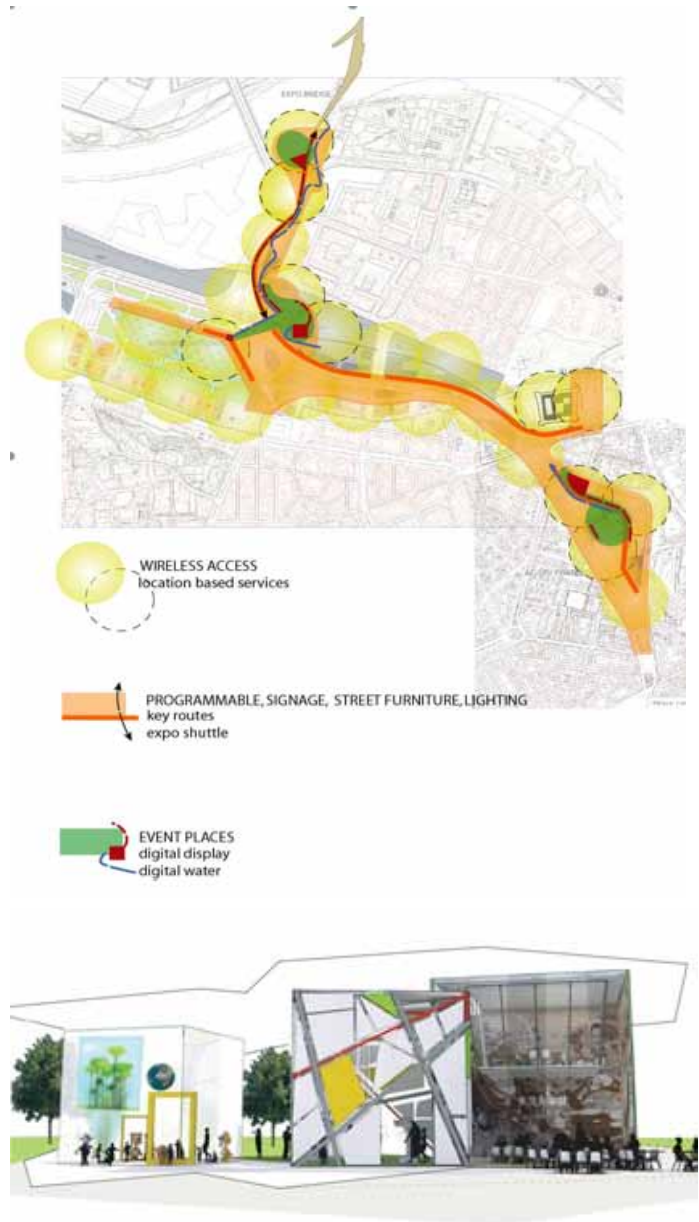 EXPO BRIDGE
WIRELESS ACCESS
location based services
PROGRAMMABLE, SIGNAGE, STREET FURNITURE, LIGHTING
key routes
expo shuttle
EVENT PLACES
digital display
digital water